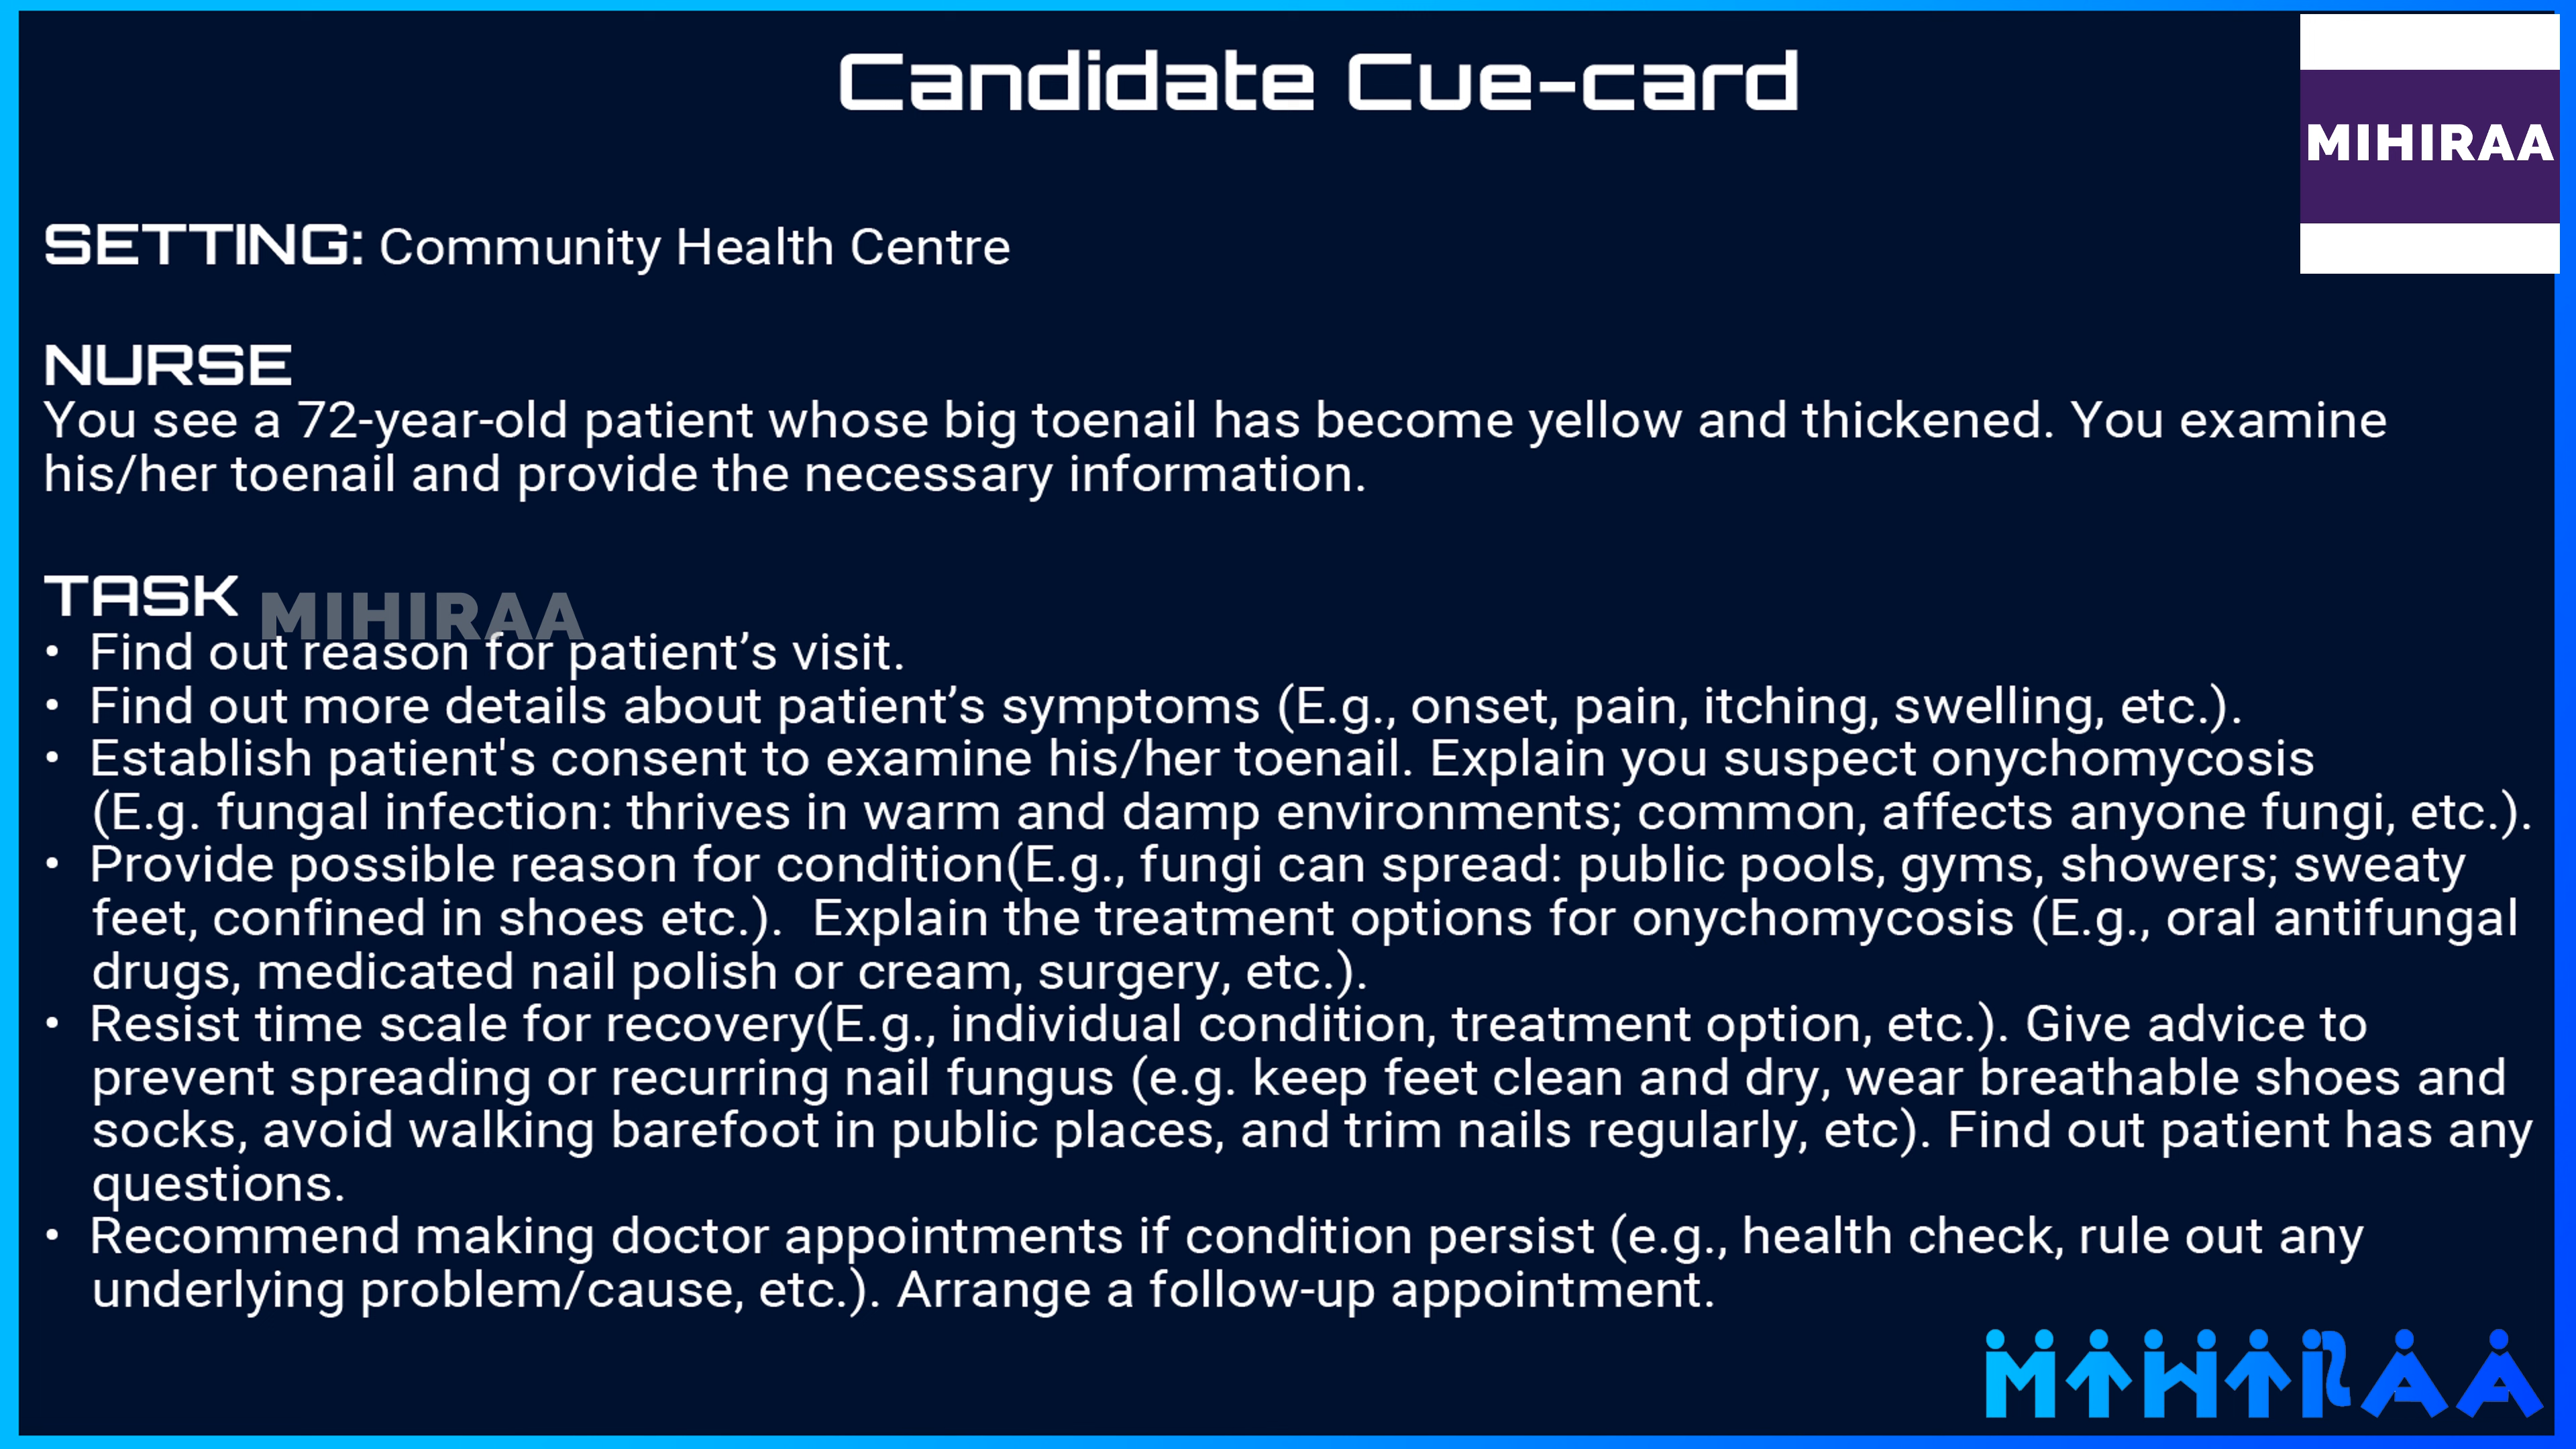 Candidate Cue-card
MIHIRAA
SETTING: Community Health Centre
NURSE
You see a 72-year-old patient whose big toenail has become yellow and thickened. You examine
his/her toenail and provide the necessary information.
TASK
MIHIRAA
• Find out reason for patient’s visit.
• Find out more details about patient’s symptoms (E.g., onset, pain, itching, swelling, etc.).
• Establish patient's consent to examine his/her toenail. Explain you suspect onychomycosis
(E.g. fungal infection: thrives in warm and damp environments; common, affects anyone fungi, etc.).
• Provide possible reason for condition(E.g., fungi can spread: public pools, gyms, showers; sweaty
feet, confined in shoes etc.). Explain the treatment options for onychomycosis (E.g., oral antifungal
drugs, medicated nail polish or cream, surgery, etc.).
• Resist time scale for recovery(E.g., individual condition, treatment option, etc.). Give advice to
prevent spreading or recurring nail fungus (e.g. keep feet clean and dry, wear breathable shoes and
socks, avoid walking barefoot in public places, and trim nails regularly, etc). Find out patient has any
questions.
• Recommend making doctor appointments if condition persist (e.g., health check, rule out any
underlying problem/cause, etc.). Arrange a follow-up appointment.
MIHIRAA